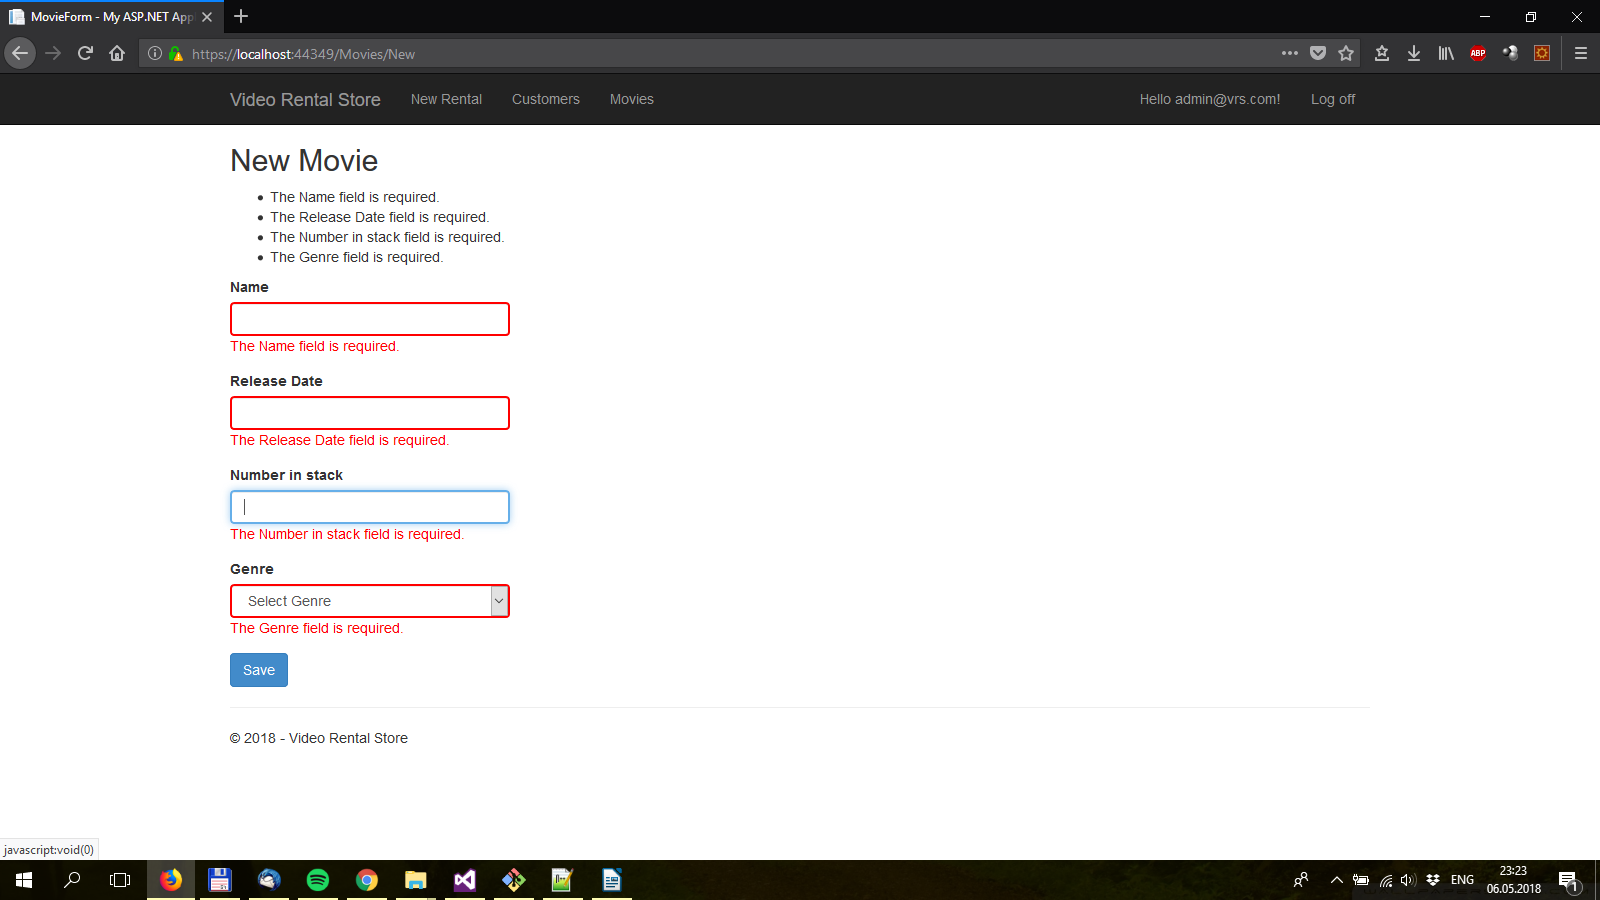 MovieForm - My ASP.NET App
https://localhost:44349/Movies/New
ABP
Video Rental Store
New Rental
Customers
Movies
Hello admin@vrs.com!
Log off
New Movie
The Name field is required.
The Release Date field is required.
The Number in stack field is required.
The Genre field is required.
Name
The Name field is required.
Release Date
The Release Date field is required.
Number in stack
The Number in stack field is required.
Genre
Select Genre
The Genre field is required.
Save
© 2018 - Video Rental Store
javascript:void(0)
ENG
23:23
06.05.2018
1